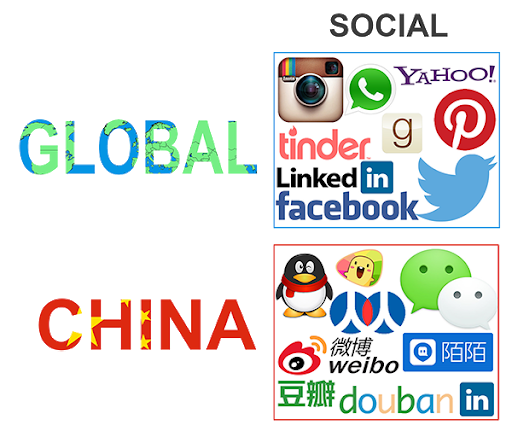 SOCIAL
GLOBAL
YAHOO!
g
tinder
Linked in
facebook
CHINA
微博
weibo
陌陌
豆瓣 douban in